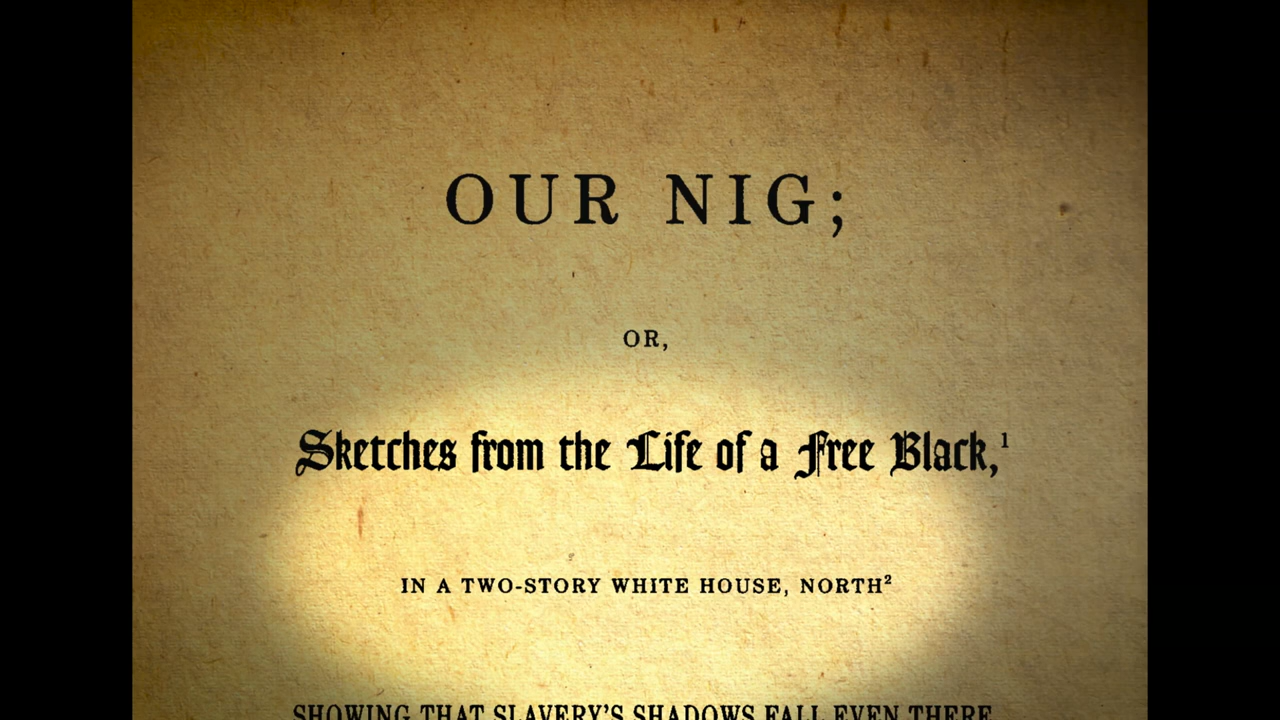 OUR NIG;
OR,
Sketches from the Life of a Free Black,¹
IN A TWO-STORY WHITE HOUSE, NORTH²
SHOWING THAT SLAVERY'S SHADOWS FALL EVEN THERE